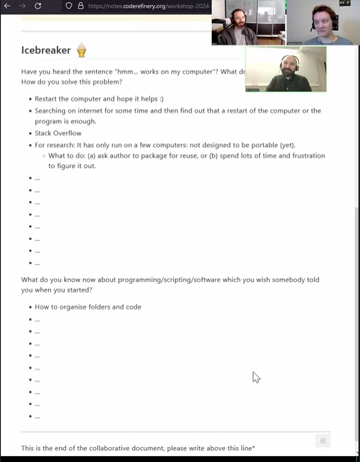 https://notes.coderefinery.org/workshop-2024-
Icebreaker
Have you heard the sentence "hmm... works on my computer"? What do
How do you solve this problem?
• Restart the computer and hope it helps :)
• Searching on internet for some time and then find out that a restart of the computer or the
program is enough.
• Stack Overflow
• For research: It has only run on a few computers: not designed to be portable (yet).
○ What to do: (a) ask author to package for reuse, or (b) spend lots of time and frustration
to figure it out.
• ...
• ...
• ...
• ...
• ...
• ...
• ...
• ...
What do you know now about programming/scripting/software which you wish somebody told
you when you started?
• How to organise folders and code
• ...
• ...
• ...
• ...
• ...
• ...
• ...
• ...
• ...
This is the end of the collaborative document, please write above this line*